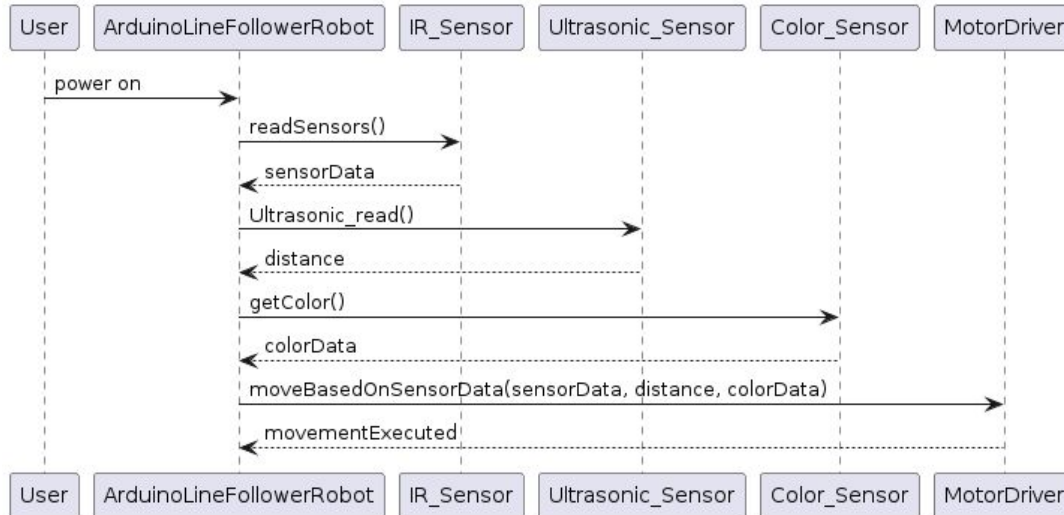 User ArduinoLineFollowerRobot IR_Sensor Ultrasonic_Sensor Color_Sensor MotorDriver
power on
readSensors()
sensorData
Ultrasonic_read()
distance
getColor()
colorData
moveBasedOnSensorData(sensorData, distance, colorData)
movementExecuted
User ArduinoLineFollowerRobot IR_Sensor Ultrasonic_Sensor Color_Sensor MotorDriver